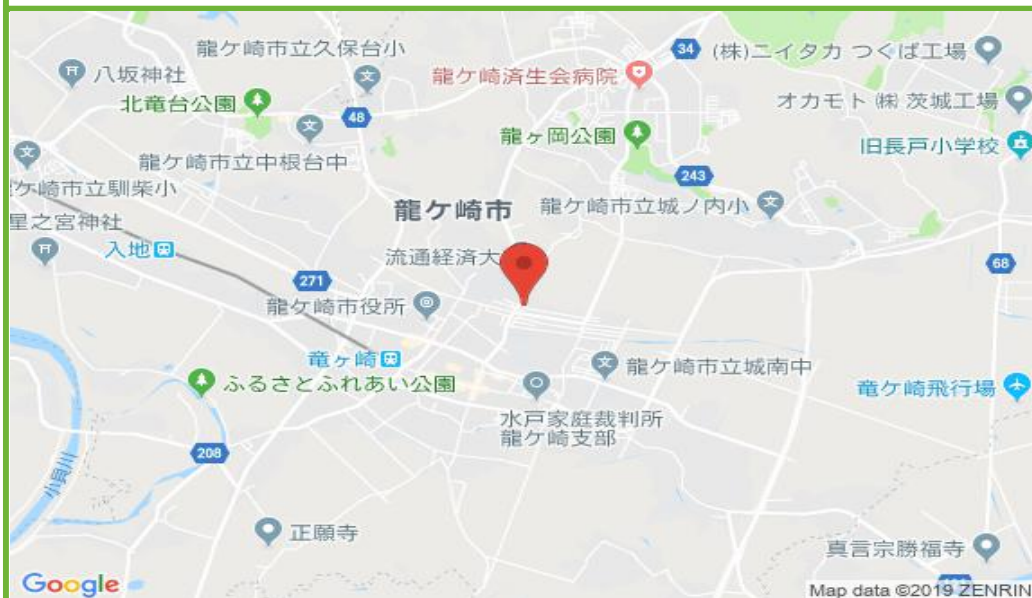 龍ケ崎市立久保台小
34
(株)ニイタカ つくば工場
八坂神社
龍ケ崎済生会病院
北竜台公園
オカモト ㈱ 茨城工場
48
龍ヶ岡公園
旧長戸小学校
龍ケ崎市立中根台中
243
ケ崎市立馴柴小
龍ケ崎市
龍ケ崎市立城ノ内小
星之宮神社
入地
流通経済大
68
271
龍ケ崎市役所
竜ヶ崎
龍ケ崎市立城南中
ふるさとふれあい公園
竜ケ崎飛行場
水戸家庭裁判所
龍ケ崎支部
208
小貝川
正願寺
真言宗勝福寺
Google
Map data ©2019 ZENRIN